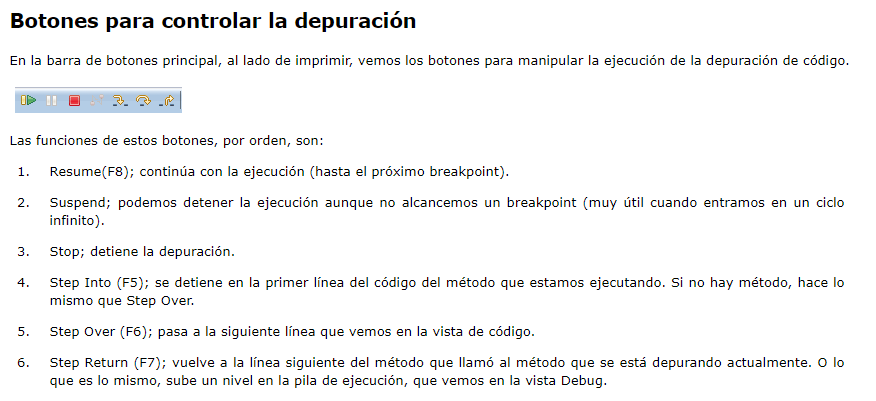 Botones para controlar la depuración
En la barra de botones principal, al lado de imprimir, vemos los botones para manipular la ejecución de la depuración de código.
Las funciones de estos botones, por orden, son:
1. Resume(F8); continúa con la ejecución (hasta el próximo breakpoint).
2. Suspend; podemos detener la ejecución aunque no alcancemos un breakpoint (muy útil cuando entramos en un ciclo
infinito).
3. Stop; detiene la depuración.
4. Step Into (F5); se detiene en la primer línea del código del método que estamos ejecutando. Si no hay método, hace lo
mismo que Step Over.
5. Step Over (F6); pasa a la siguiente línea que vemos en la vista de código.
6. Step Return (F7); vuelve a la línea siguiente del método que llamó al método que se está depurando actualmente. O lo
que es lo mismo, sube un nivel en la pila de ejecución, que vemos en la vista Debug.